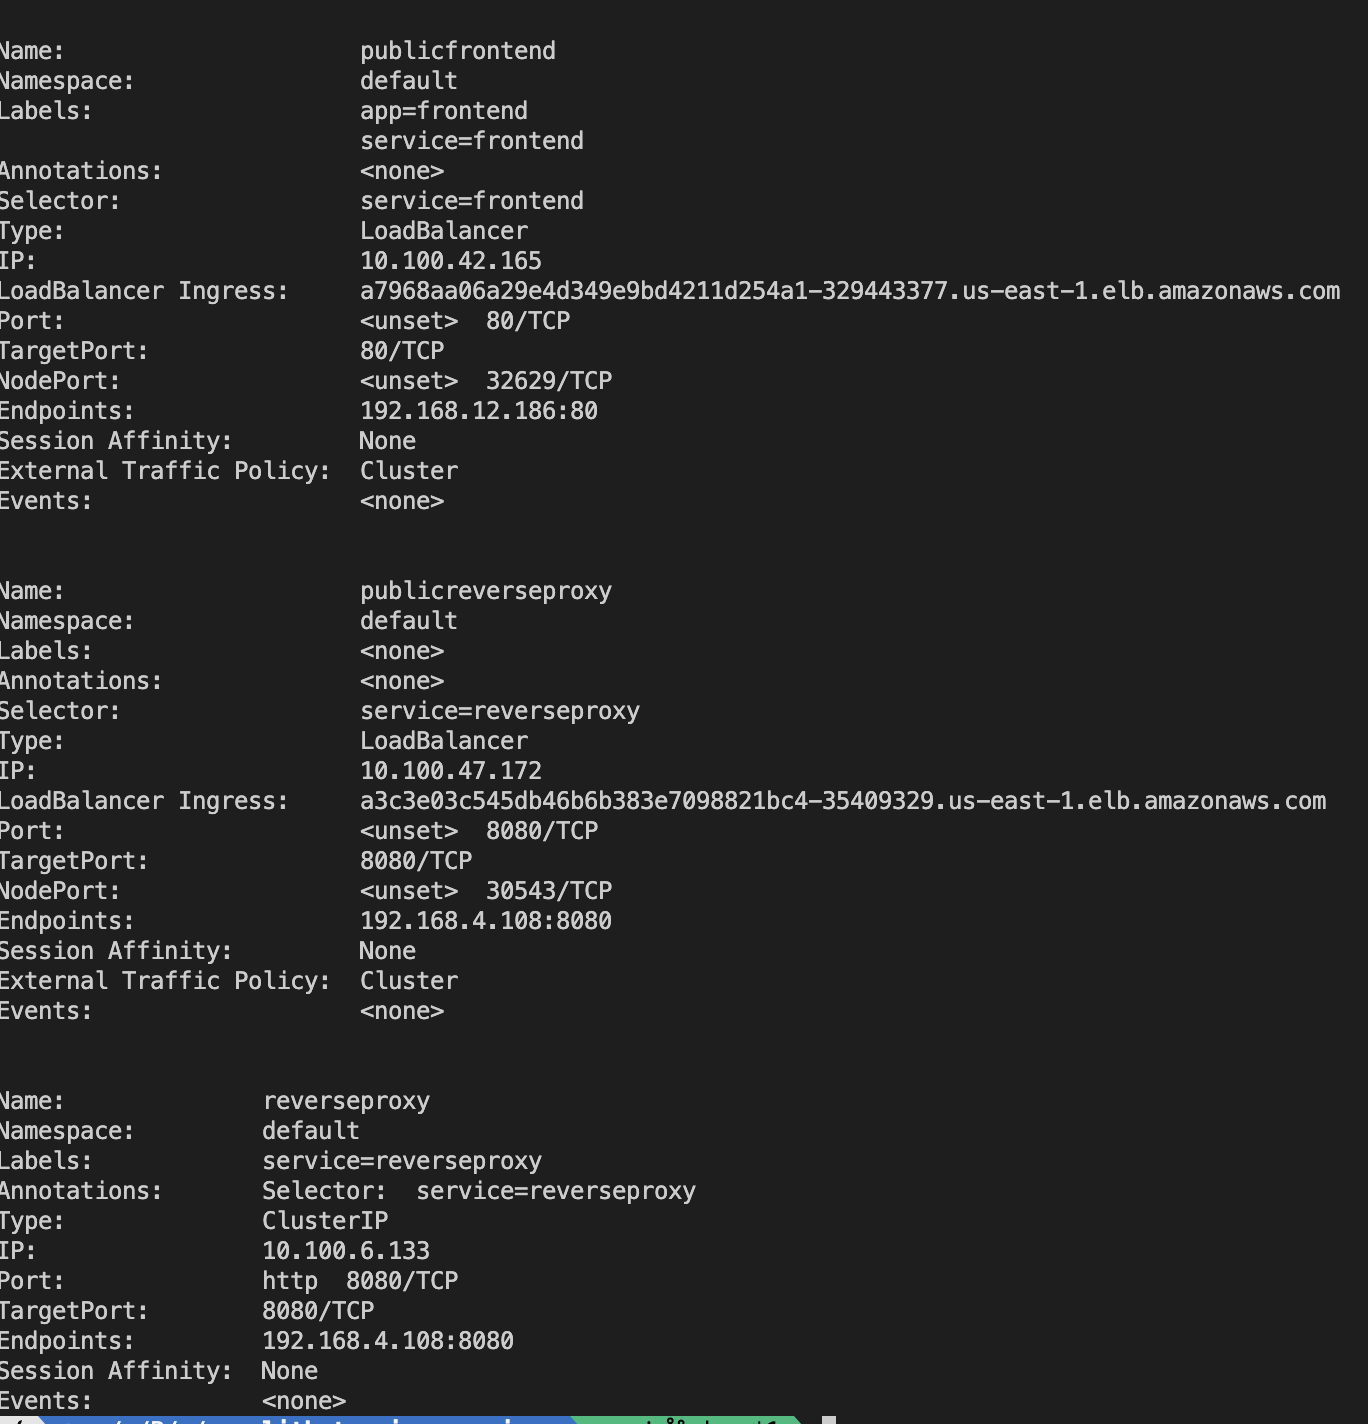 Name: publicfrontend
Namespace: default
Labels: app=frontend
service=frontend
Annotations: <none>
Selector: service=frontend
Type: LoadBalancer
IP: 10.100.42.165
LoadBalancer Ingress: a7968aa06a29e4d349e9bd4211d254a1-329443377.us-east-1.elb.amazonaws.com
Port: <unset> 80/TCP
TargetPort: 80/TCP
NodePort: <unset> 32629/TCP
Endpoints: 192.168.12.186:80
Session Affinity: None
External Traffic Policy: Cluster
Events: <none>
Name: publicreverseproxy
Namespace: default
Labels: <none>
Annotations: <none>
Selector: service=reverseproxy
Type: LoadBalancer
IP: 10.100.47.172
LoadBalancer Ingress: a3c3e03c545db46b6b383e7098821bc4-35409329.us-east-1.elb.amazonaws.com
Port: <unset> 8080/TCP
TargetPort: 8080/TCP
NodePort: <unset> 30543/TCP
Endpoints: 192.168.4.108:8080
Session Affinity: None
External Traffic Policy: Cluster
Events: <none>
Name: reverseproxy
Namespace: default
Labels: service=reverseproxy
Annotations: Selector: service=reverseproxy
Type: ClusterIP
IP: 10.100.6.133
Port: http 8080/TCP
TargetPort: 8080/TCP
Endpoints: 192.168.4.108:8080
Session Affinity: None
Events: <none>